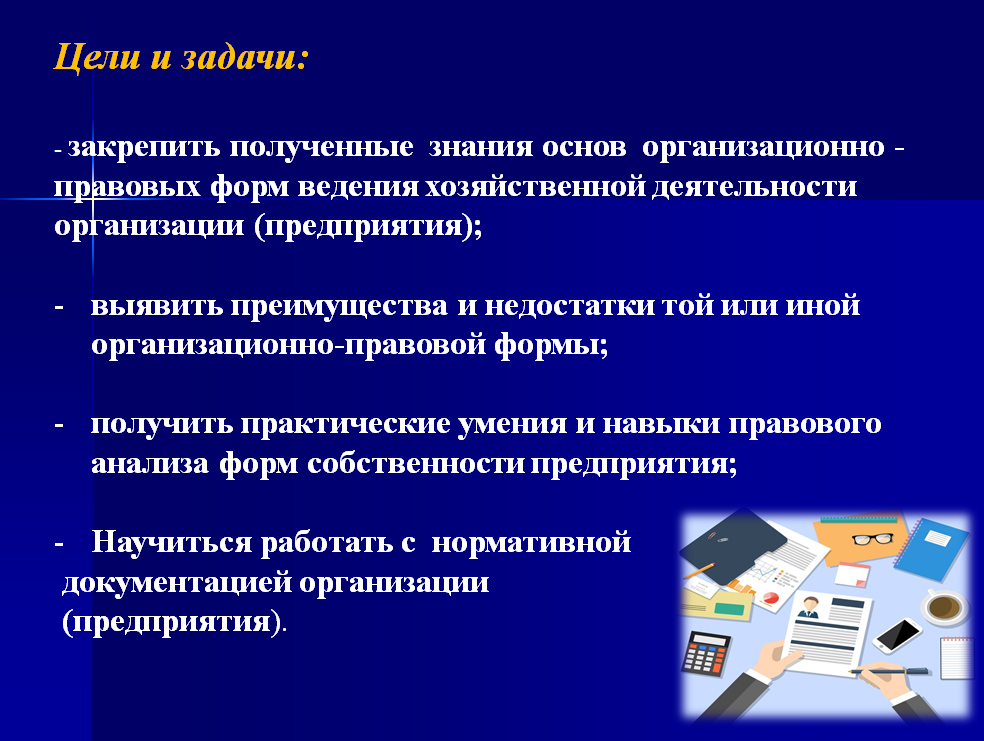 Цели и задачи:
- закрепить полученные знания основ организационно -
правовых форм ведения хозяйственной деятельности
организации (предприятия);
- выявить преимущества и недостатки той или иной
организационно-правовой формы;
- получить практические умения и навыки правового
анализа форм собственности предприятия;
- Научиться работать с нормативной
документацией организации
(предприятия).